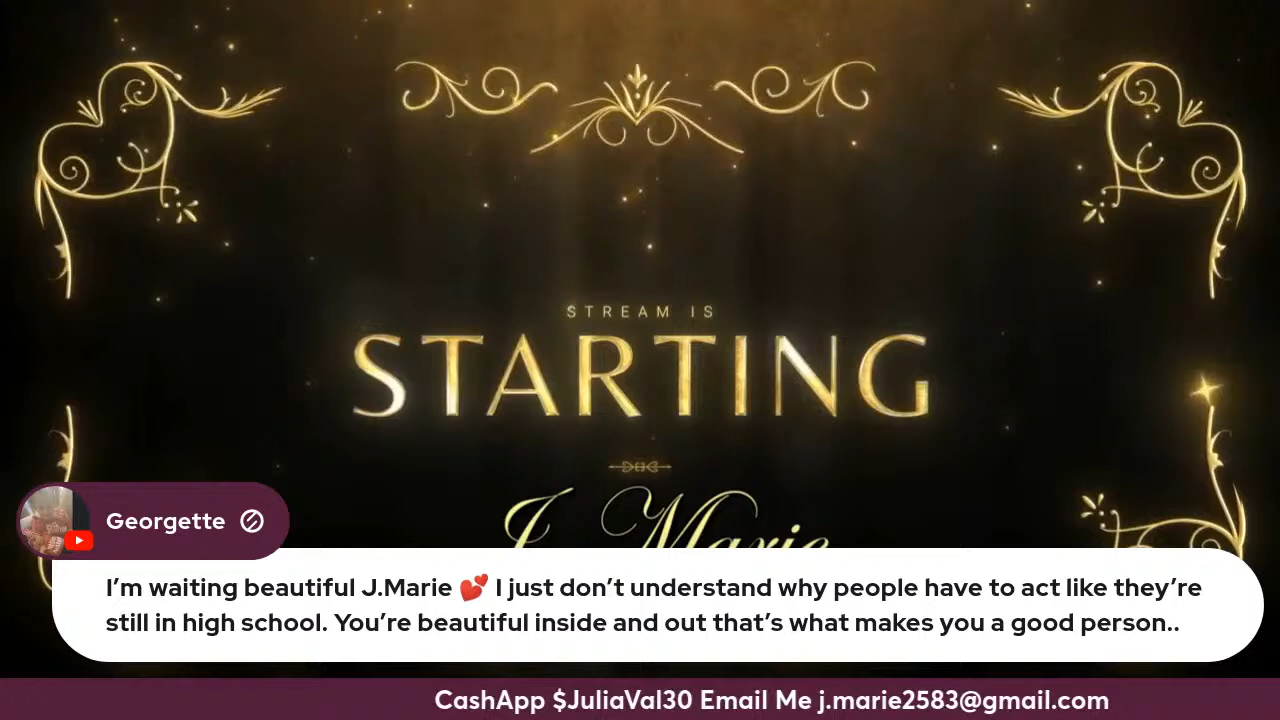 STREAM IS
STARTING
J. Marie
Georgette
I’m waiting beautiful J.Marie 💕 I just don’t understand why people have to act like they’re
still in high school. You’re beautiful inside and out that’s what makes you a good person..
CashApp $JuliaVal30 Email Me j.marie2583@gmail.com